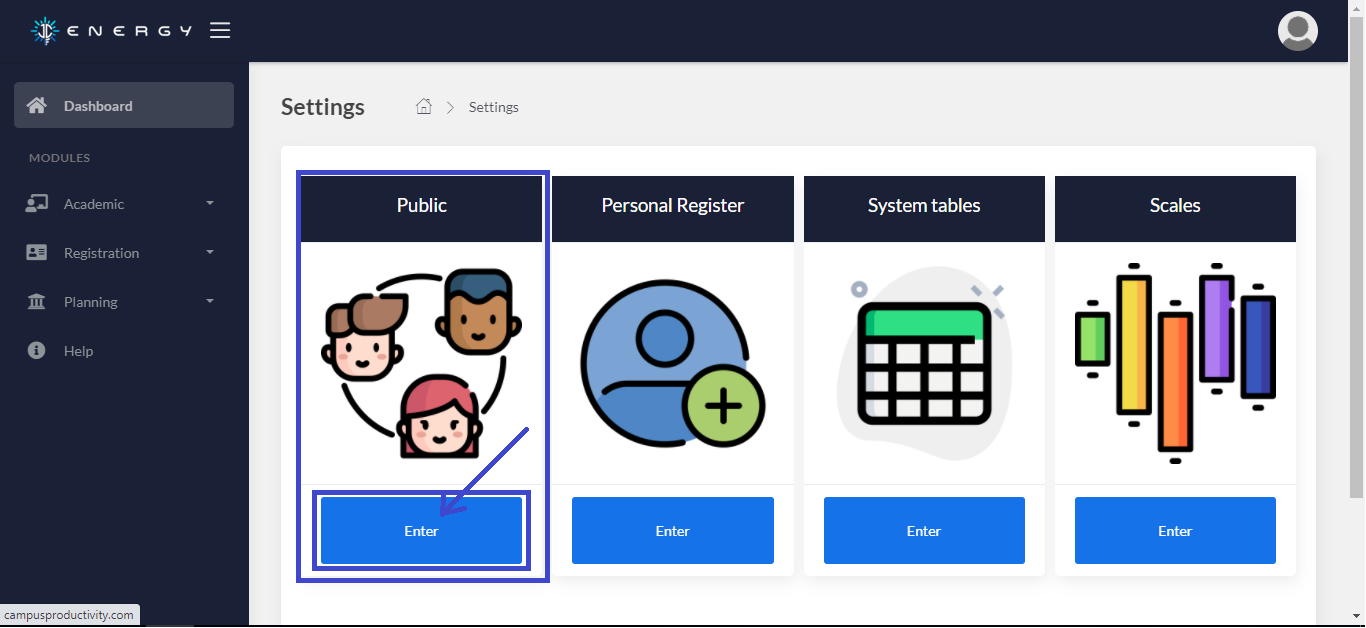 ENERGY
Dashboard
MODULES
Academic
Registration
Planning
Help
Settings
Settings
Public
Personal Register
System tables
Scales
Enter
Enter
Enter
Enter
campusproductivity.com